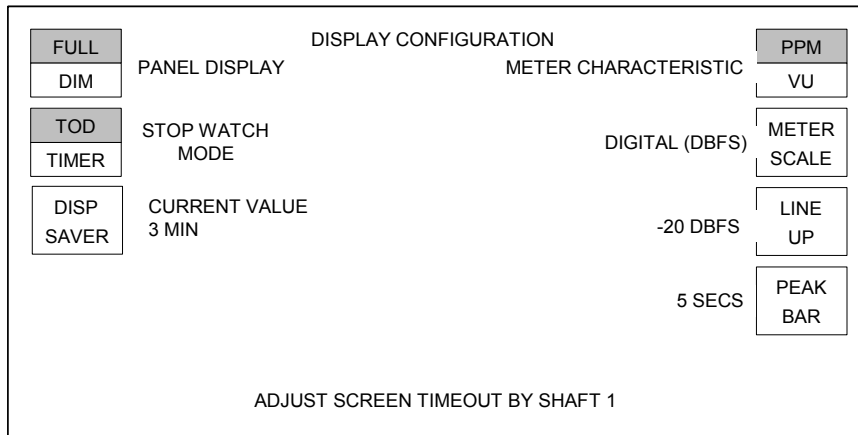 DISPLAY CONFIGURATION
FULL
DIM
PANEL DISPLAY
METER CHARACTERISTIC
PPM
VU
TOD
TIMER
STOP WATCH
MODE
DIGITAL (DBFS)
METER
SCALE
DISP
SAVER
CURRENT VALUE
3 MIN
-20 DBFS
LINE
UP
5 SECS
PEAK
BAR
ADJUST SCREEN TIMEOUT BY SHAFT 1